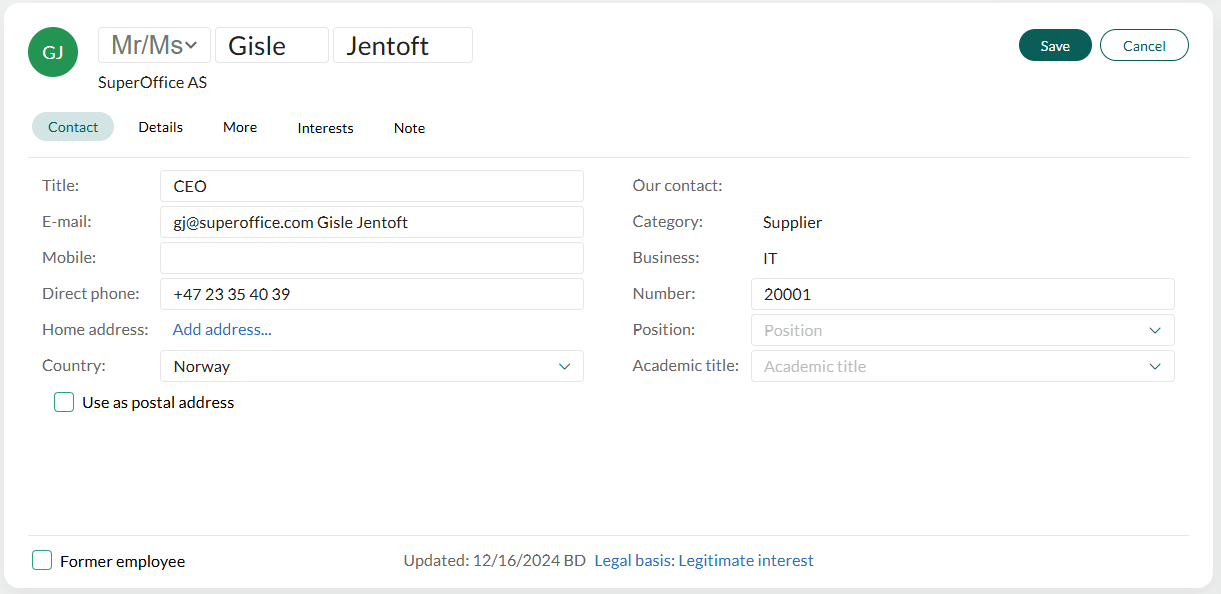 GJ
Mr/Ms Gisle Jentoft
Save Cancel
SuperOffice AS
Contact Details More Interests Note
Title: CEO Our contact:
E-mail: gj@superoffice.com Gisle Jentoft Category: Supplier
Mobile: Business: IT
Direct phone: +47 23 35 40 39 Number: 20001
Home address: Add address... Position: Position
Country: Norway Academic title: Academic title
Use as postal address
Former employee Updated: 12/16/2024 BD Legal basis: Legitimate interest